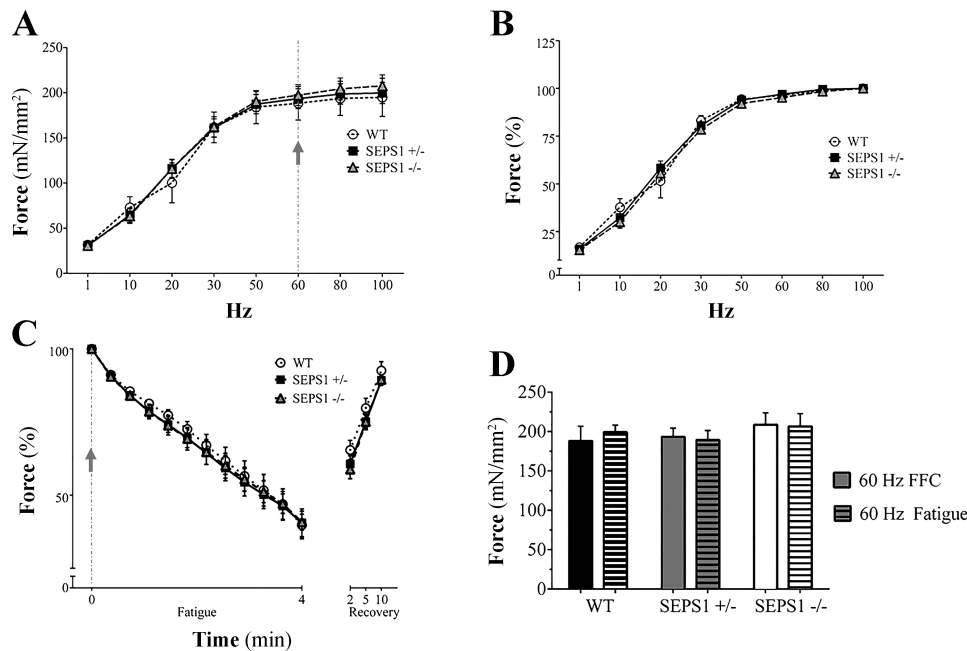 A
250
200
150
100
50
0
Force (mN/mm²)
WT
SEPS1 +/-
SEPS1 -/-
1 10 20 30 50 60 80 100
Hz
B
125
100
75
50
25
0
Force (%)
WT
SEPS1 +/-
SEPS1 -/-
1 10 20 30 50 60 80 100
Hz
C
100
50
0
Force (%)
WT
SEPS1 +/-
SEPS1 -/-
0 4 2 5 10
Fatigue Recovery
Time (min)
D
250
200
150
100
50
0
Force (mN/mm²)
60 Hz FFC
60 Hz Fatigue
WT SEPS1 +/- SEPS1 -/-